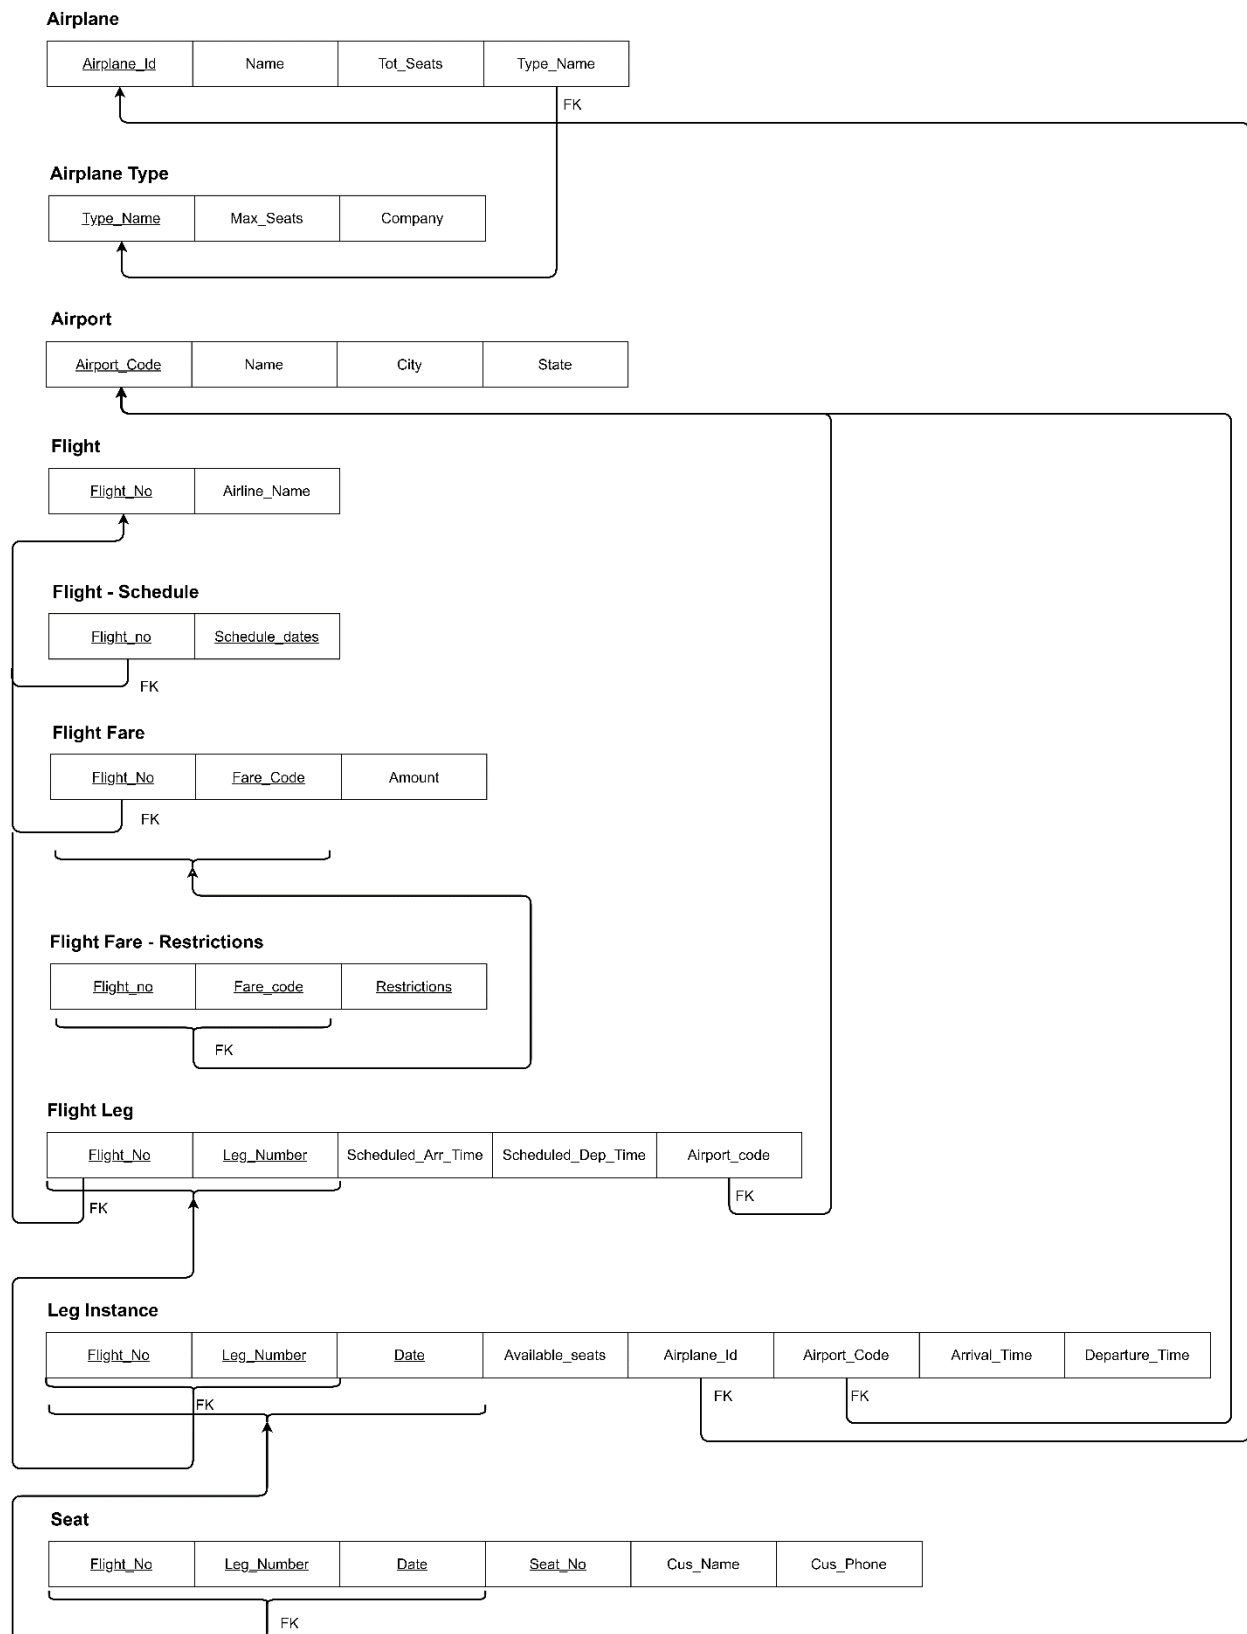 Airplane
Airplane_Id Name Tot_Seats Type_Name
FK
Airplane Type
Type_Name Max_Seats Company
Airport
Airport_Code Name City State
Flight
Flight_No Airline_Name
Flight - Schedule
Flight_no Schedule_dates
FK
Flight Fare
Flight_No Fare_Code Amount
FK
Flight Fare - Restrictions
Flight_no Fare_code Restrictions
FK
Flight Leg
Flight_No Leg_Number Scheduled_Arr_Time Scheduled_Dep_Time Airport_code
FK FK
Leg Instance
Flight_No Leg_Number Date Available_seats Airplane_Id Airport_Code Arrival_Time Departure_Time
FK FK FK
Seat
Flight_No Leg_Number Date Seat_No Cus_Name Cus_Phone
FK